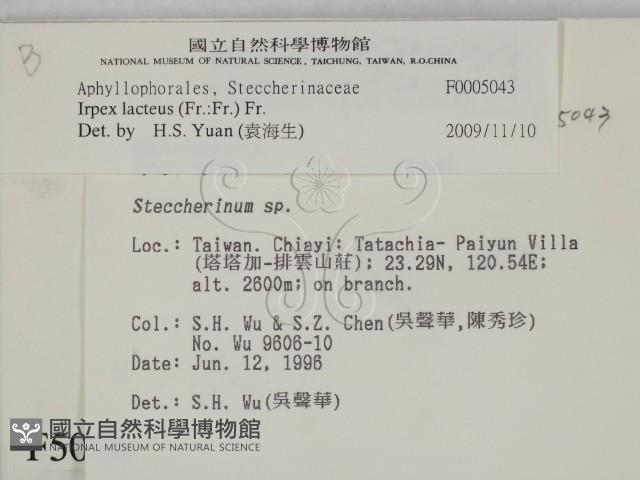 B
國立自然科學博物館
NATIONAL MUSEUM OF NATURAL SCIENCE, TAICHUNG, TAIWAN, R.O.CHINA
Aphyllophorales, Steccherinaceae F0005043
Irpex lacteus (Fr.:Fr.) Fr.
Det. by H.S. Yuan (袁海生) 2009/11/10
5043
Steccherinum sp.
Loc.: Taiwan. Chiayi: Tatachia- Paiyun Villa
(塔塔加-排雲山莊); 23.29N, 120.54E;
alt. 2600m; on branch.
Col.: S.H. Wu & S.Z. Chen(吳聲華,陳秀珍)
No. Wu 9606-10
Date: Jun. 12, 1996
Det.: S.H. Wu(吳聲華)
國立自然科學博物館
NATIONAL MUSEUM OF NATURAL SCIENCE
F50